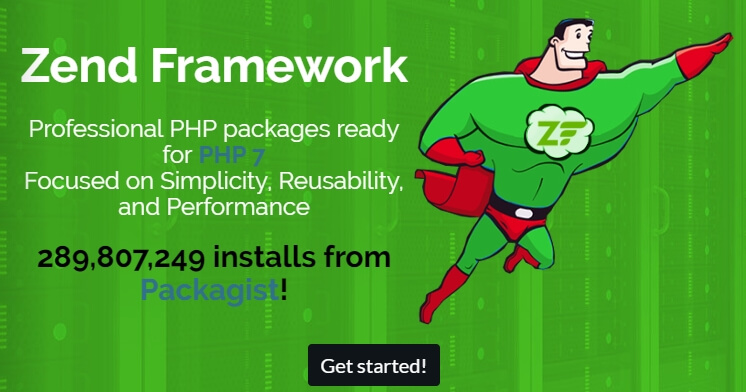 Zend Framework
Professional PHP packages ready
for PHP 7
Focused on Simplicity, Reusability,
and Performance
289,807,249 installs from
Packagist!
ZF
Get started!